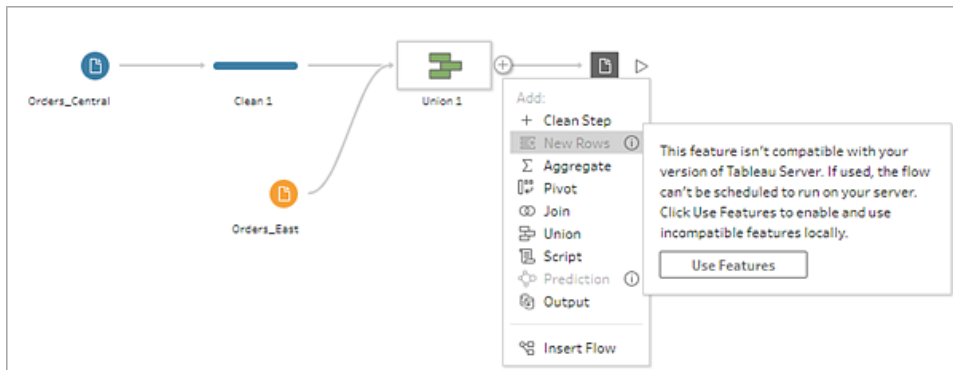 Orders_Central
Clean 1
Union 1
Orders_East
Add:
Clean Step
New Rows
Aggregate
Pivot
Join
Union
Script
Prediction
Output
Insert Flow
This feature isn't compatible with your
version of Tableau Server. If used, the flow
can't be scheduled to run on your server.
Click Use Features to enable and use
incompatible features locally.
Use Features